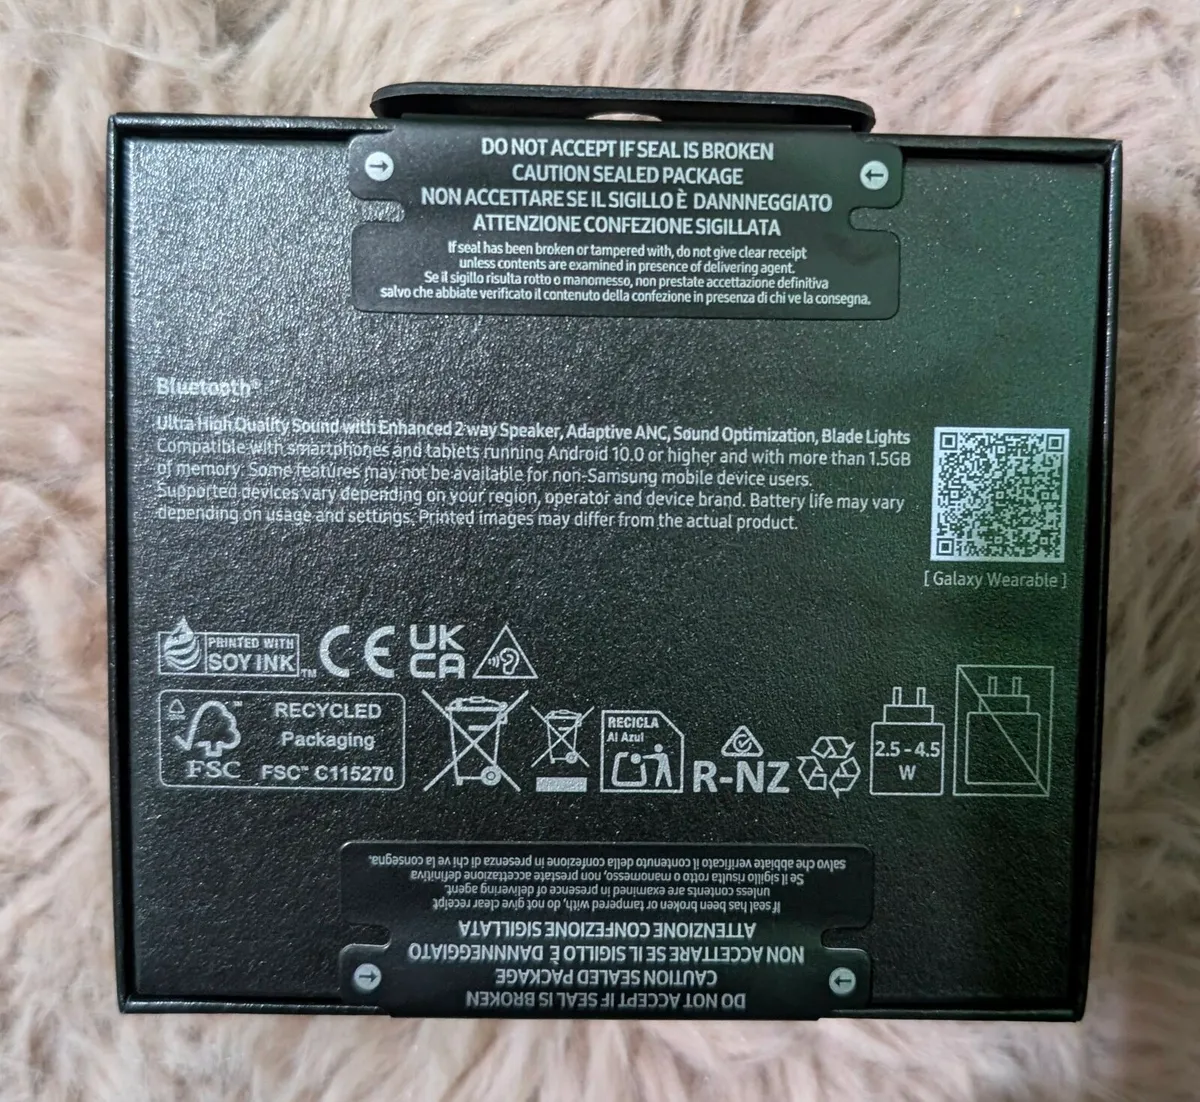 DO NOT ACCEPT IF SEAL IS BROKEN
CAUTION SEALED PACKAGE
NON ACCETTARE SE IL SIGILLO È DANNNEGGIATO
ATTENZIONE CONFEZIONE SIGILLATA
If seal has been broken or tampered with, do not give clear receipt
unless contents are examined in presence of delivering agent.
Se il sigillo risulta rotto o manomesso, non prestate accettazione definitiva
salvo che abbiate verificato il contenuto della confezione in presenza di chi ve la consegna.
Bluetooth®
Ultra High Quality Sound with Enhanced 2-way Speaker, Adaptive ANC, Sound Optimization, Blade Lights
Compatible with smartphones and tablets running Android 10.0 or higher and with more than 1.5GB
of memory. Some features may not be available for non-Samsung mobile device users.
Supported devices vary depending on your region, operator and device brand. Battery life may vary
depending on usage and settings. Printed images may differ from the actual product.
[ Galaxy Wearable ]
PRINTED WITH
SOY INK™
CE
UK
CA
FSC™
RECYCLED
Packaging
FSC™ C115270
RECICLA
Al Azul
R-NZ
2.5 - 4.5
W
salvo che abbiate verificato il contenuto della confezione in presenza di chi ve la consegna.
Se il sigillo risulta rotto o manomesso, non prestate accettazione definitiva
unless contents are examined in presence of delivering agent.
If seal has been broken or tampered with, do not give clear receipt
ATTENZIONE CONFEZIONE SIGILLATA
NON ACCETTARE SE IL SIGILLO È DANNNEGGIATO
CAUTION SEALED PACKAGE
DO NOT ACCEPT IF SEAL IS BROKEN